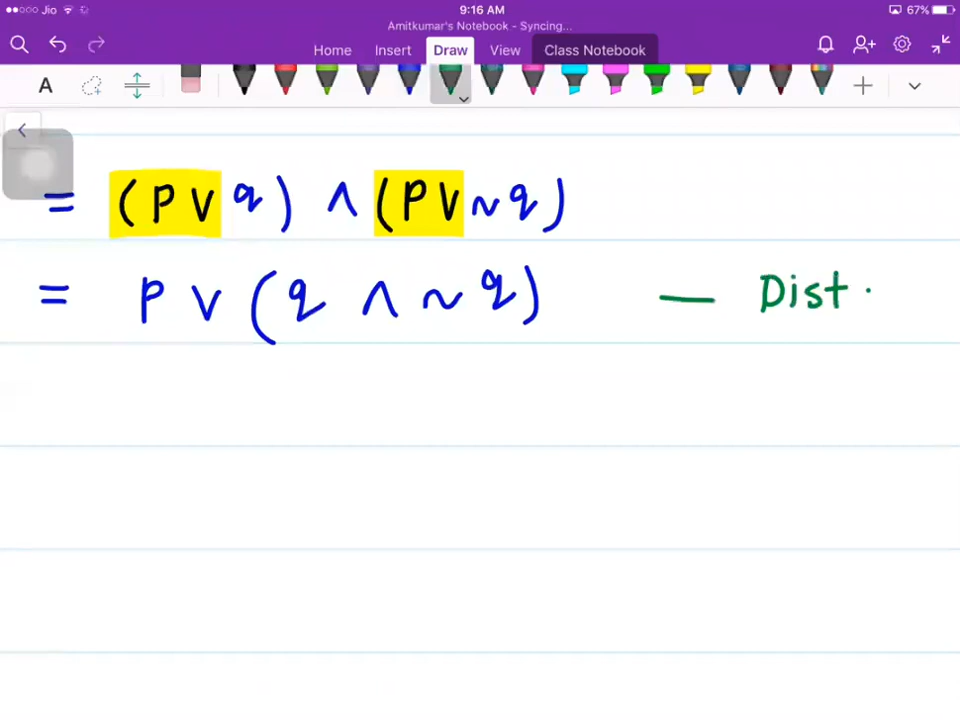 Jio 9:16 AM 67%
Amitkumar's Notebook - Syncing...
Home Insert Draw View Class Notebook
A
= (P ∨ q) ∧ (P ∨ ~q)
= P ∨ (q ∧ ~q) — Dist.